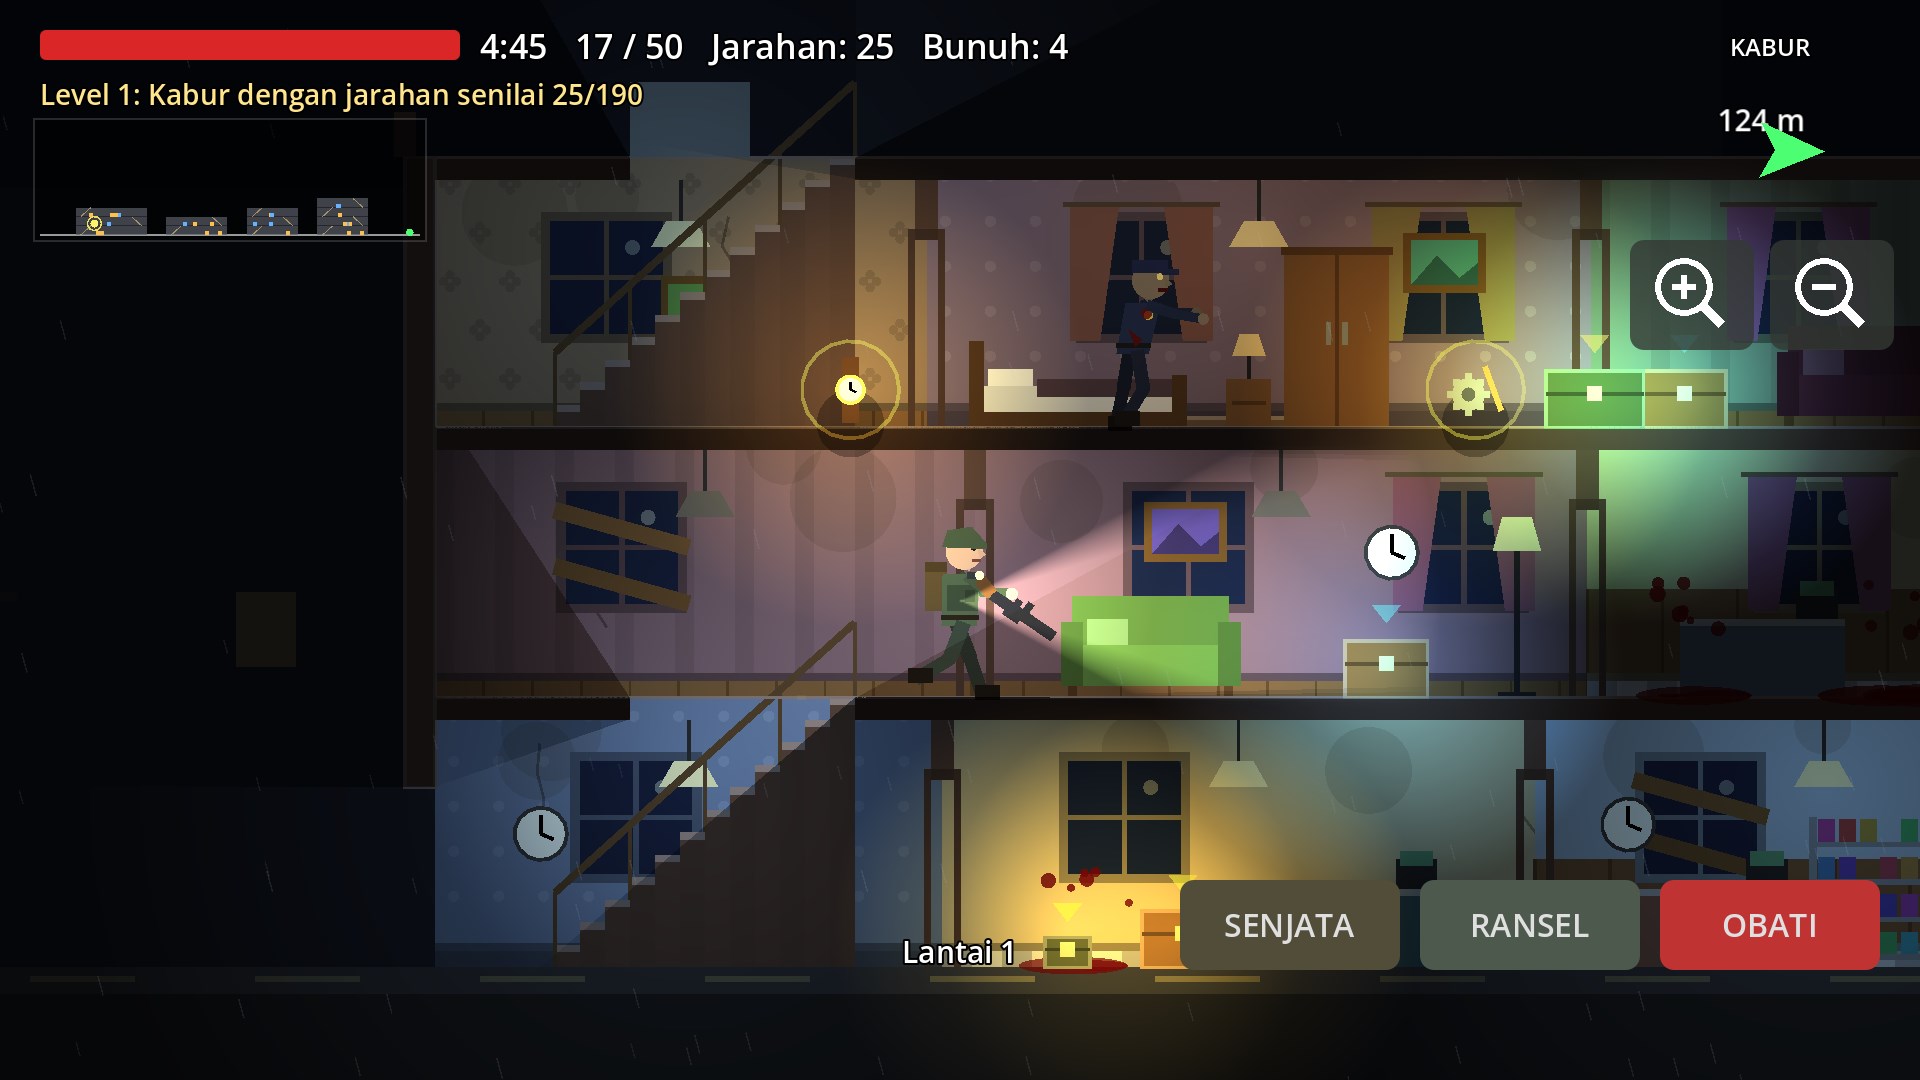 4:45 17 / 50 Jarahan: 25 Bunuh: 4
KABUR
Level 1: Kabur dengan jarahan senilai 25/190
124 m
SENJATA
RANSEL
OBATI
Lantai 1